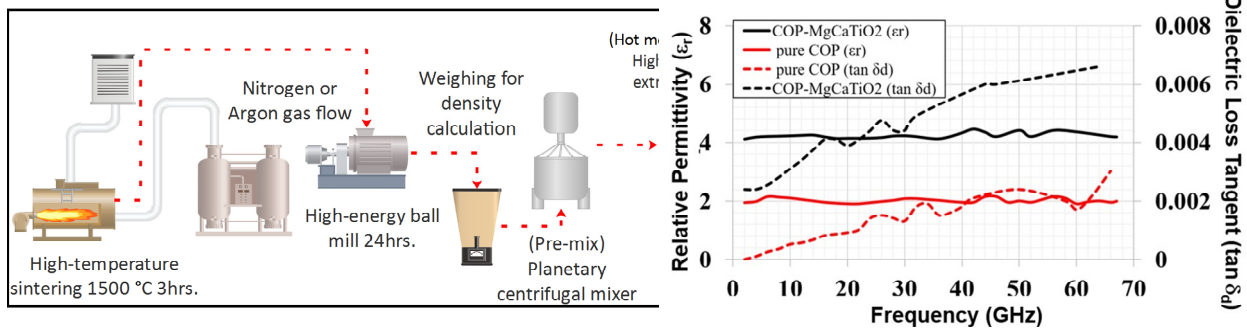 High-temperature
sintering 1500 °C 3hrs.
Nitrogen or
Argon gas flow
High-energy ball
mill 24hrs.
Weighing for
density
calculation
(Pre-mix)
Planetary
centrifugal mixer
(Hot
High
Relative Permittivity (εr)
8
6
4
2
0
COP-MgCaTiO2 (εr)
pure COP (εr)
pure COP (tan δd)
COP-MgCaTiO2 (tan δd)
0 10 20 30 40 50 60 70
Frequency (GHz)
0.008
0.006
0.004
0.002
0
Dielectric Loss Tangent (tan δd)